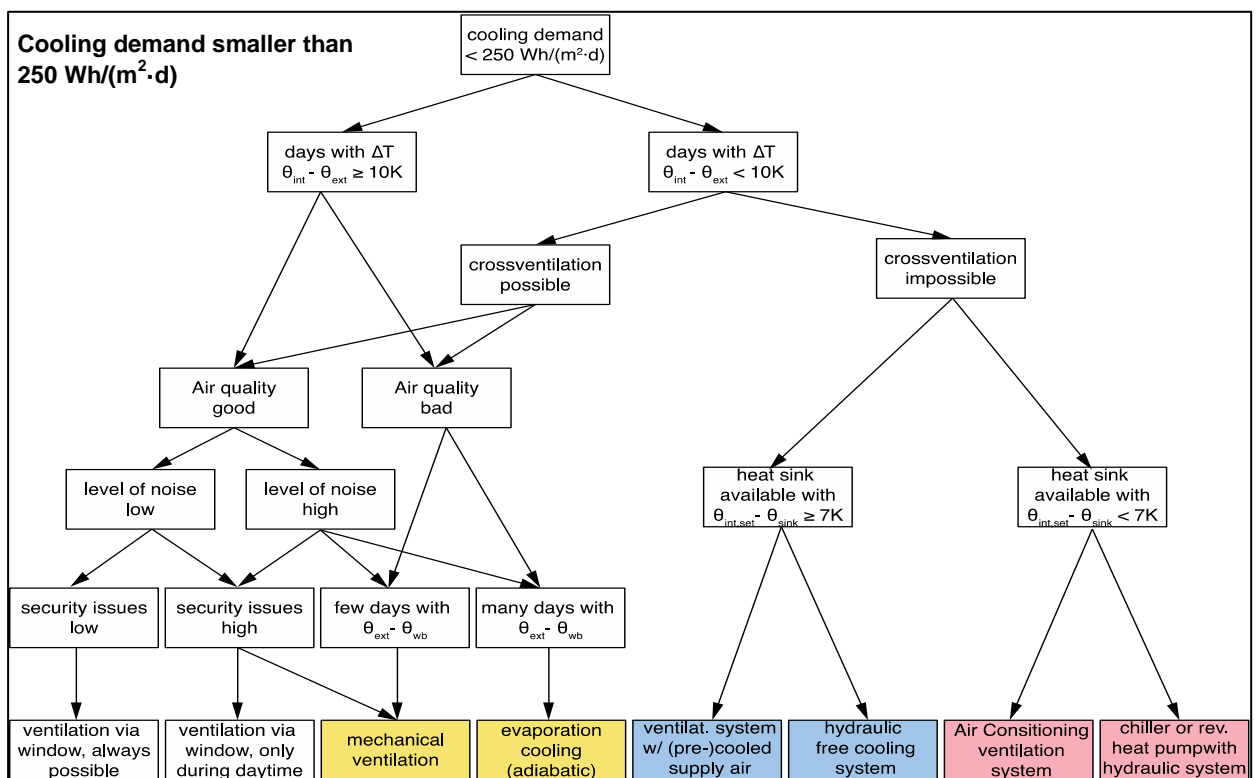 Cooling demand smaller than
250 Wh/(m²·d)
cooling demand
< 250 Wh/(m²·d)
days with ΔT
θint - θext ≥ 10K
days with ΔT
θint - θext < 10K
crossventilation
possible
crossventilation
impossible
Air quality
good
Air quality
bad
level of noise
low
level of noise
high
heat sink
available with
θint,set - θsink ≥ 7K
heat sink
available with
θint,set - θsink < 7K
security issues
low
security issues
high
few days with
θext - θwb
many days with
θext - θwb
ventilation via
window, always
possible
ventilation via
window, only
during daytime
mechanical
ventilation
evaporation
cooling
(adiabatic)
ventilat. system
w/ (pre-)cooled
supply air
hydraulic
free cooling
system
Air Conditioning
ventilation
system
chiller or rev.
heat pumpwith
hydraulic system